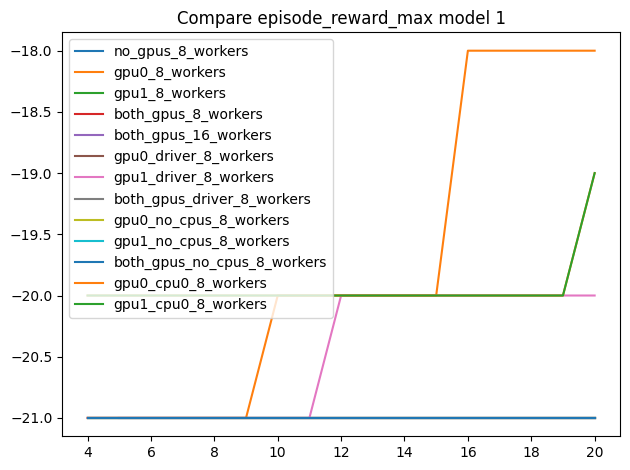 Compare episode_reward_max model 1
−18.0
−18.5
−19.0
−19.5
−20.0
−20.5
−21.0
no_gpus_8_workers
gpu0_8_workers
gpu1_8_workers
both_gpus_8_workers
both_gpus_16_workers
gpu0_driver_8_workers
gpu1_driver_8_workers
both_gpus_driver_8_workers
gpu0_no_cpus_8_workers
gpu1_no_cpus_8_workers
both_gpus_no_cpus_8_workers
gpu0_cpu0_8_workers
gpu1_cpu0_8_workers
4 6 8 10 12 14 16 18 20